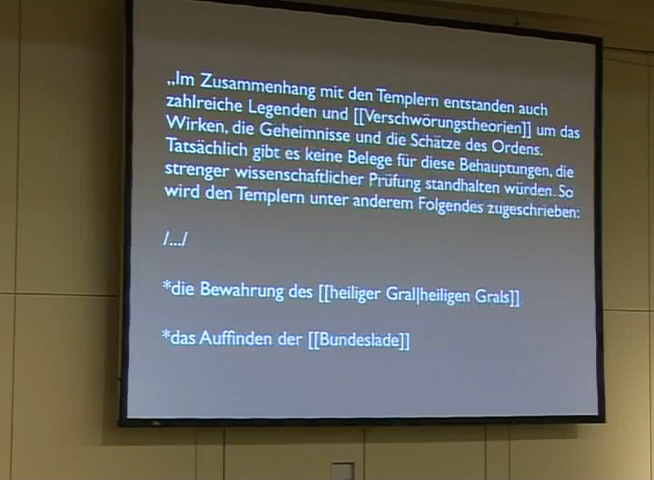 „Im Zusammenhang mit den Templern entstanden auch
zahlreiche Legenden und [[Verschwörungstheorien]] um das
Wirken, die Geheimnisse und die Schätze des Ordens.
Tatsächlich gibt es keine Belege für diese Behauptungen, die
strenger wissenschaftlicher Prüfung standhalten würden. So
wird den Templern unter anderem Folgendes zugeschrieben:
/.../
*die Bewahrung des [[heiliger Gral|heiligen Grals]]
*das Auffinden der [[Bundeslade]]